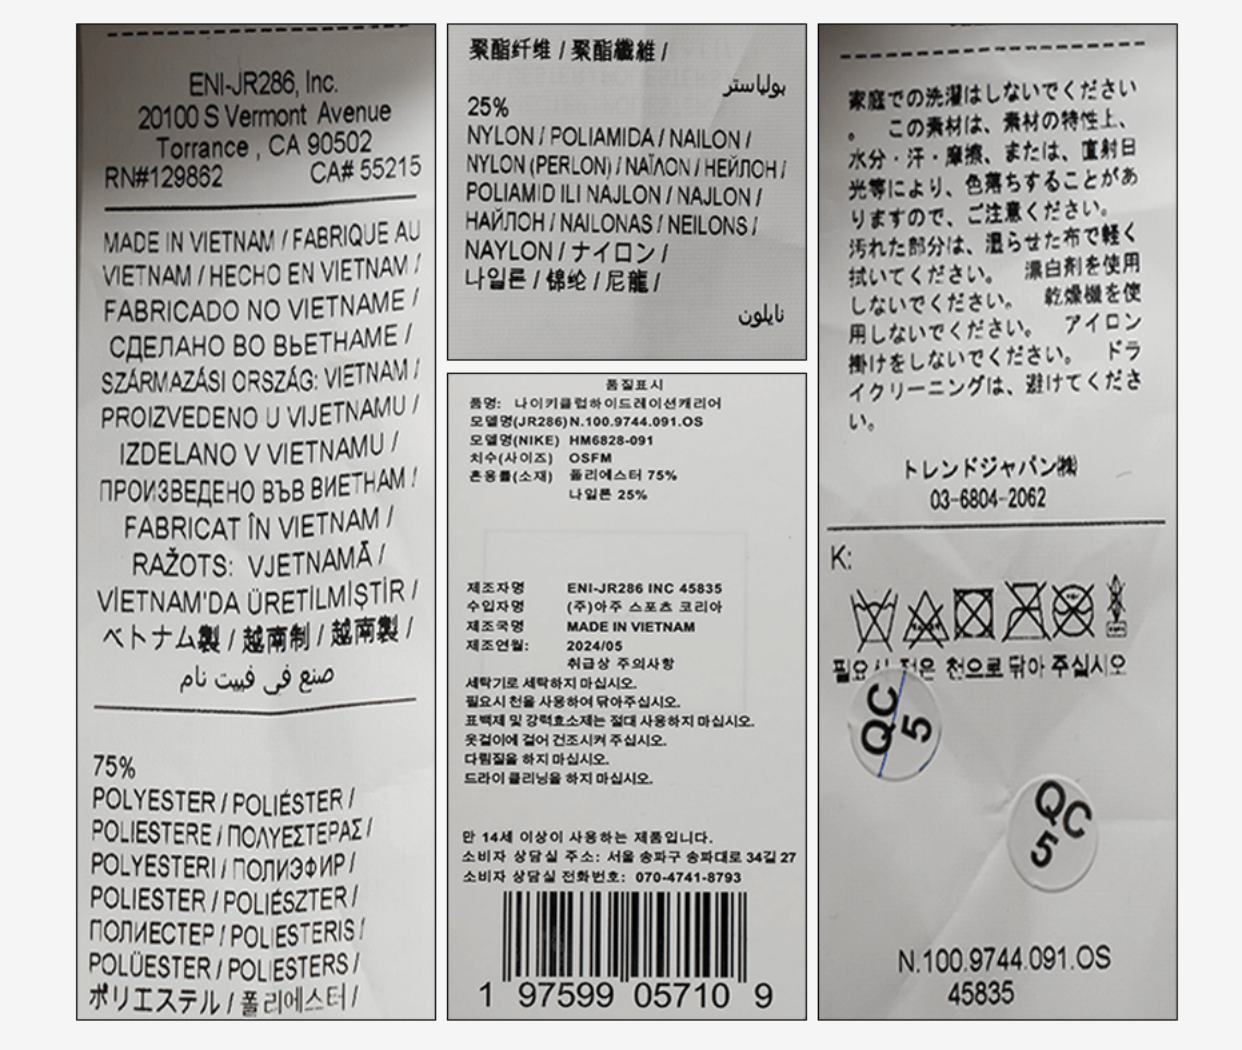 ENI-JR286, Inc.
20100 S Vermont Avenue
Torrance , CA 90502
RN#129862 CA# 55215
MADE IN VIETNAM / FABRIQUE AU
VIETNAM / HECHO EN VIETNAM /
FABRICADO NO VIETNAME /
СДЕЛАНО ВО ВЬЕТНАМЕ /
SZÁRMAZÁSI ORSZÁG: VIETNAM /
PROIZVEDENO U VIJETNAMU /
IZDELANO V VIETNAMU /
ПРОИЗВЕДЕНО ВЪВ ВИЕТНАМ /
FABRICAT ÎN VIETNAM /
RAŽOTS: VJETNAMĀ /
VİETNAM'DA ÜRETİLMİŞTİR /
ベトナム製 / 越南制 / 越南製 /
صنع في فييت نام
75%
POLYESTER / POLIÉSTER /
POLIESTERE / ΠΟΛΥΕΣΤΕΡΑΣ /
POLYESTERI / ПОЛИЭФИР /
POLIESTER / POLIÉSZTER /
ПОЛИЕСТЕР / POLIESTERIS /
POLÜESTER / POLIESTERS /
ポリエステル / 폴리에스터 /
聚酯纤维 / 聚酯纖維 /
بولياستر
25%
NYLON / POLIAMIDA / NAILON /
NYLON (PERLON) / ΝΑΪΛΟΝ / НЕЙЛОН /
POLIAMID ILI NAJLON / NAJLON /
НАЙЛОН / NAILONAS / NEILONS /
NAYLON / ナイロン /
나일론 / 锦纶 / 尼龍 /
نايلون
품질표시
품명: 나이키클럽하이드레이션캐리어
모델명(JR286) N.100.9744.091.OS
모델명(NIKE) HM6828-091
치수(사이즈) OSFM
혼용률(소재) 폴리에스터 75%
나일론 25%
제조자명 ENI-JR286 INC 45835
수입자명 (주)아주 스포츠 코리아
제조국명 MADE IN VIETNAM
제조연월: 2024/05
취급상 주의사항
세탁기로 세탁하지 마십시오.
필요시 천을 사용하여 닦아주십시오.
표백제 및 강력효소제는 절대 사용하지 마십시오.
옷걸이에 걸어 건조시켜 주십시오.
다림질을 하지 마십시오.
드라이 클리닝을 하지 마십시오.
만 14세 이상이 사용하는 제품입니다.
소비자 상담실 주소: 서울 송파구 송파대로 34길 27
소비자 상담실 전화번호: 070-4741-8793
1 97599 05710 9
家庭での洗濯はしないでください
。 この素材は、素材の特性上、
水分・汗・摩擦、または、直射日
光等により、色落ちすることがあ
りますので、ご注意ください。
汚れた部分は、湿らせた布で軽く
拭いてください。 漂白剤を使用
しないでください。 乾燥機を使
用しないでください。 アイロン
掛けをしないでください。 ドラ
イクリーニングは、避けてくださ
い。
トレンドジャパン㈱
03-6804-2062
K:
필요시 천으로 닦아 주십시오
QC
5
QC
5
N.100.9744.091.OS
45835